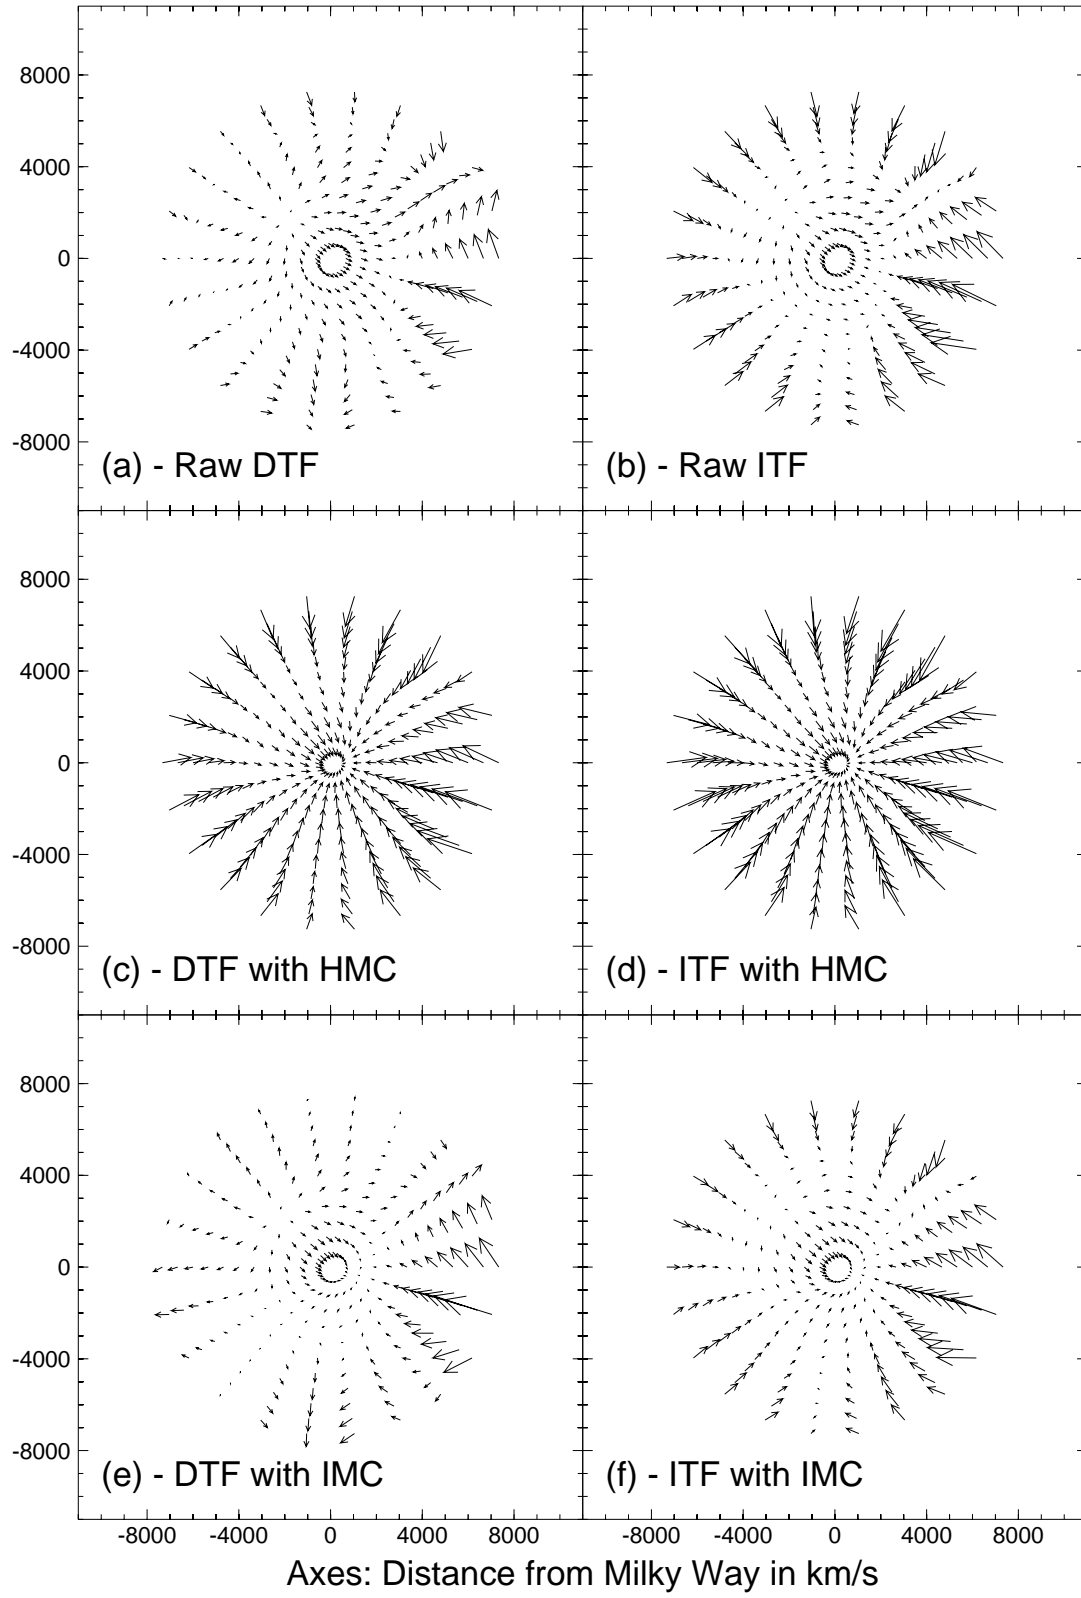 8000
4000
0
-4000
-8000
(a) - Raw DTF
(b) - Raw ITF
8000
4000
0
-4000
-8000
(c) - DTF with HMC
(d) - ITF with HMC
8000
4000
0
-4000
-8000
(e) - DTF with IMC
(f) - ITF with IMC
-8000 -4000 0 4000 8000 -8000 -4000 0 4000 8000
Axes: Distance from Milky Way in km/s